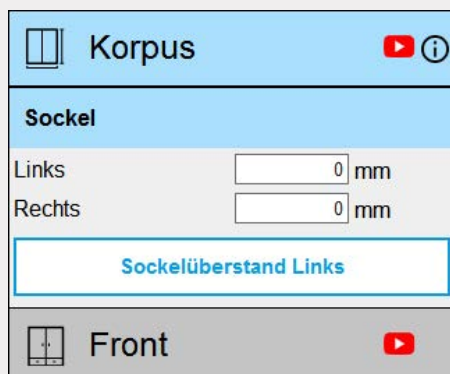 Korpus
Sockel
Links 0 mm
Rechts 0 mm
Sockelüberstand Links
Front